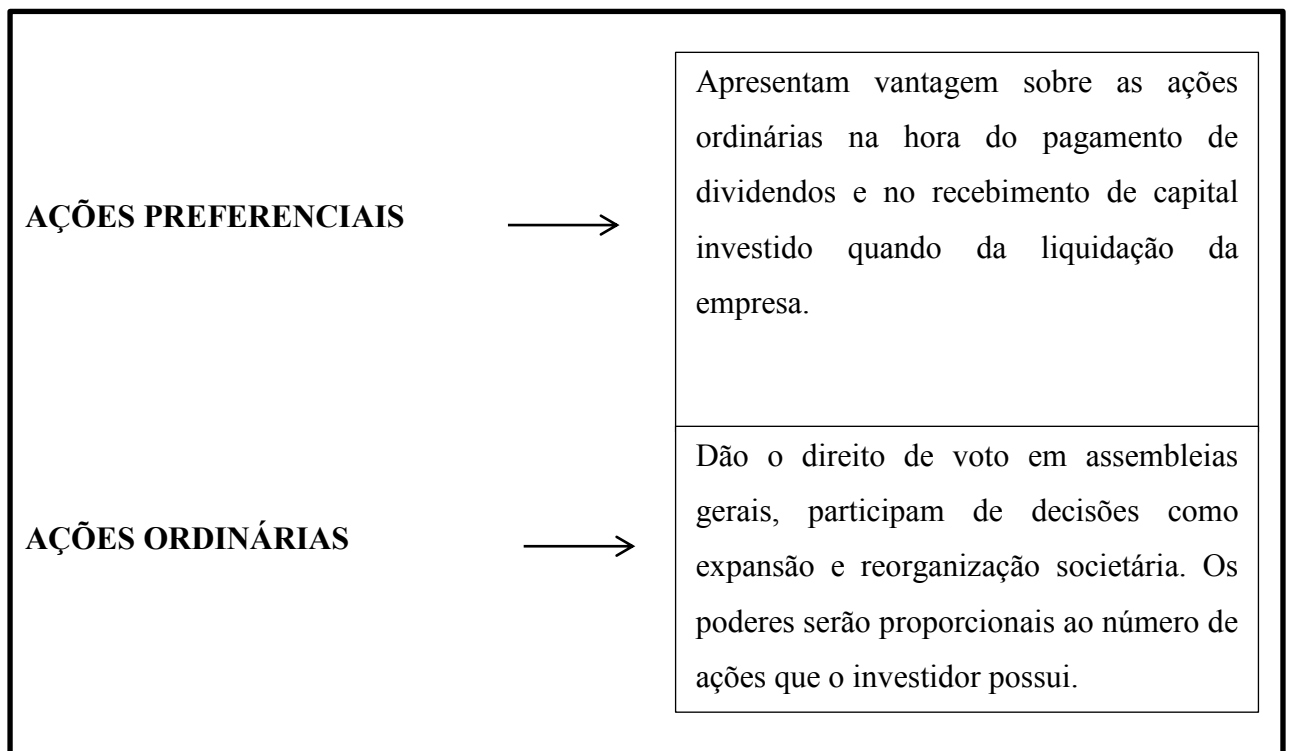 AÇÕES PREFERENCIAIS
Apresentam vantagem sobre as ações
ordinárias na hora do pagamento de
dividendos e no recebimento de capital
investido quando da liquidação da
empresa.
AÇÕES ORDINÁRIAS
Dão o direito de voto em assembleias
gerais, participam de decisões como
expansão e reorganização societária. Os
poderes serão proporcionais ao número de
ações que o investidor possui.